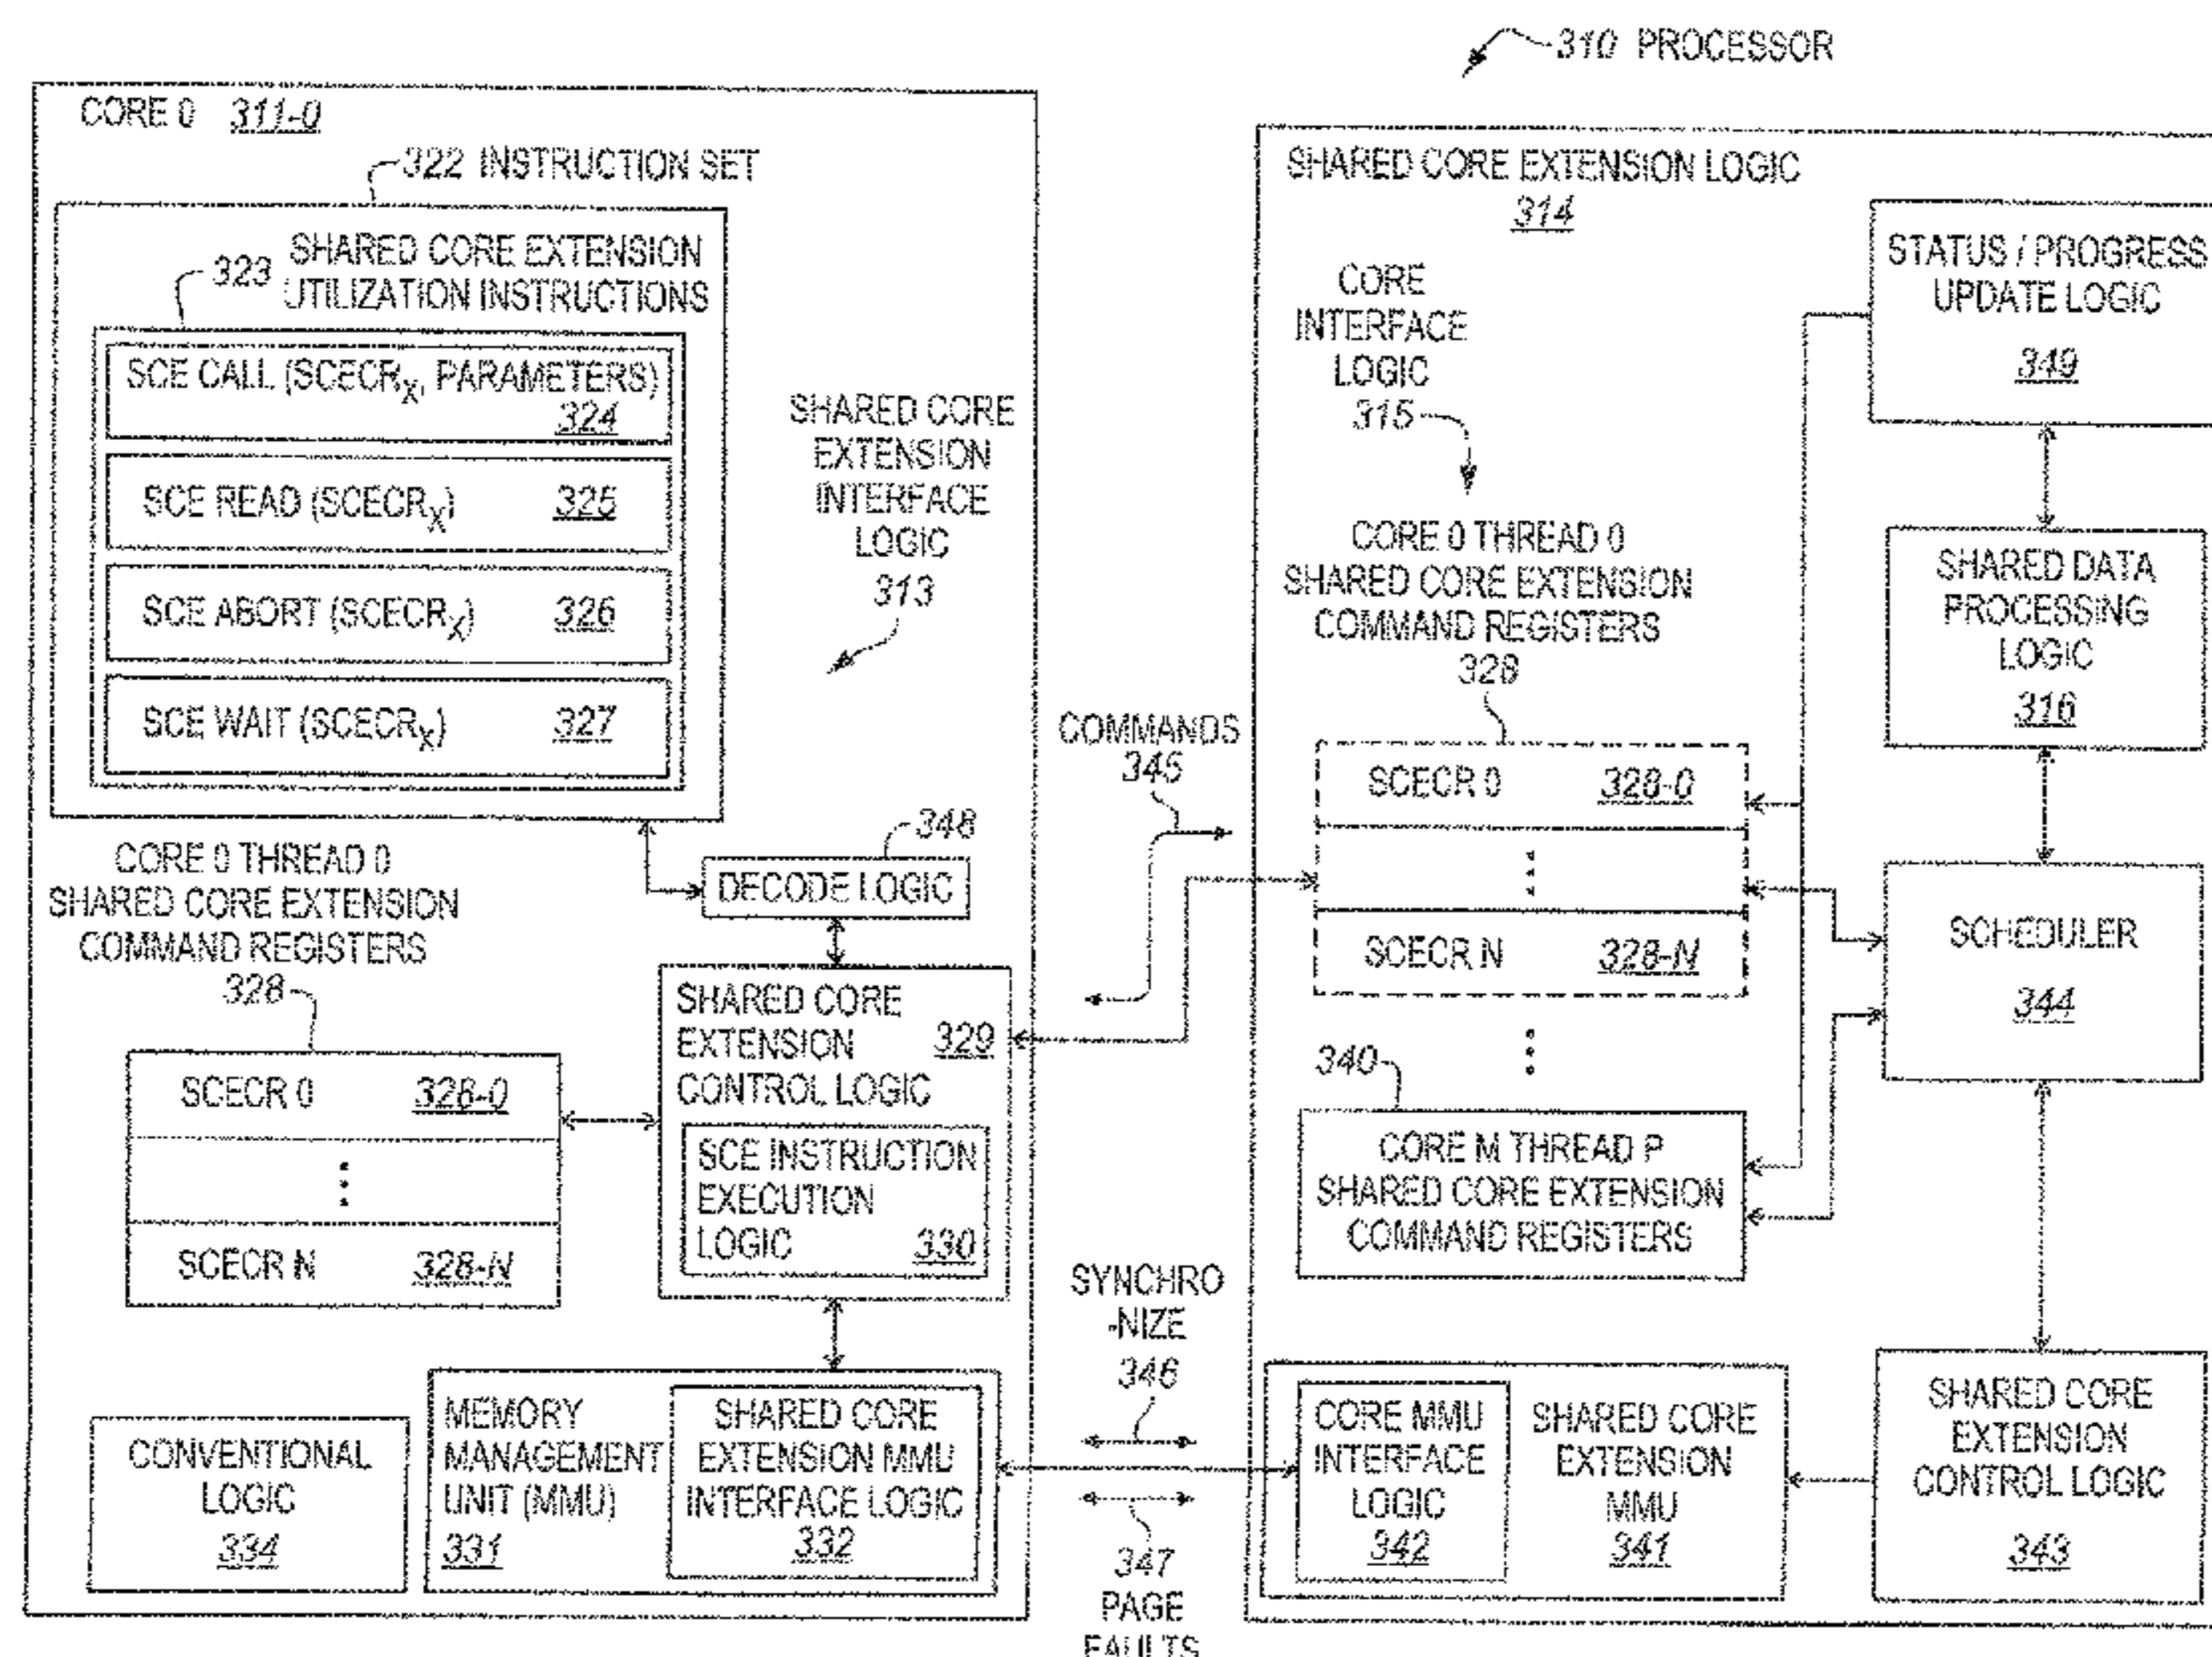 310 PROCESSOR
CORE 0 311-0
322 INSTRUCTION SET
323
SHARED CORE EXTENSION
UTILIZATION INSTRUCTIONS
SCE CALL (SCECRX, PARAMETERS)
324
SCE READ (SCECRX) 325
SCE ABORT (SCECRX) 326
SCE WAIT (SCECRX) 327
SHARED CORE
EXTENSION
INTERFACE
LOGIC
313
348
DECODE LOGIC
CORE 0 THREAD 0
SHARED CORE EXTENSION
COMMAND REGISTERS
328
SCECR 0 328-0
SCECR N 328-N
SHARED CORE
EXTENSION 329
CONTROL LOGIC
SCE INSTRUCTION
EXECUTION
LOGIC 330
CONVENTIONAL
LOGIC
334
MEMORY
MANAGEMENT
UNIT (MMU)
331
SHARED CORE
EXTENSION MMU
INTERFACE LOGIC
332
COMMANDS
345
SYNCHRO
-NIZE
346
347
PAGE
FAULTS
SHARED CORE EXTENSION LOGIC
314
CORE
INTERFACE
LOGIC
315
CORE 0 THREAD 0
SHARED CORE EXTENSION
COMMAND REGISTERS
328
SCECR 0 328-0
SCECR N 328-N
340
CORE M THREAD P
SHARED CORE EXTENSION
COMMAND REGISTERS
CORE MMU
INTERFACE
LOGIC
342
SHARED CORE
EXTENSION
MMU
341
STATUS / PROGRESS
UPDATE LOGIC
349
SHARED DATA
PROCESSING
LOGIC
316
SCHEDULER
344
SHARED CORE
EXTENSION
CONTROL LOGIC
343